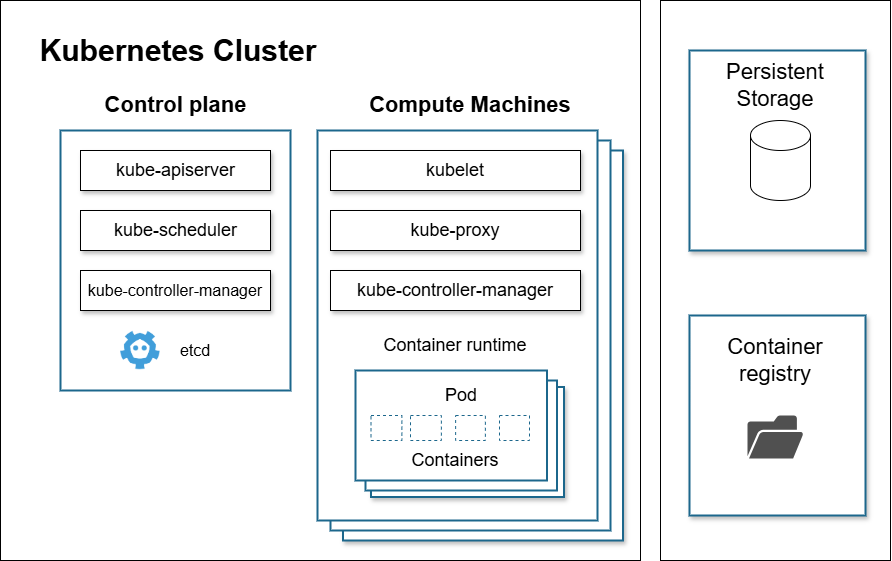 Kubernetes Cluster
Control plane
kube-apiserver
kube-scheduler
kube-controller-manager
etcd
Compute Machines
kubelet
kube-proxy
kube-controller-manager
Container runtime
Pod
Containers
Persistent
Storage
Container
registry